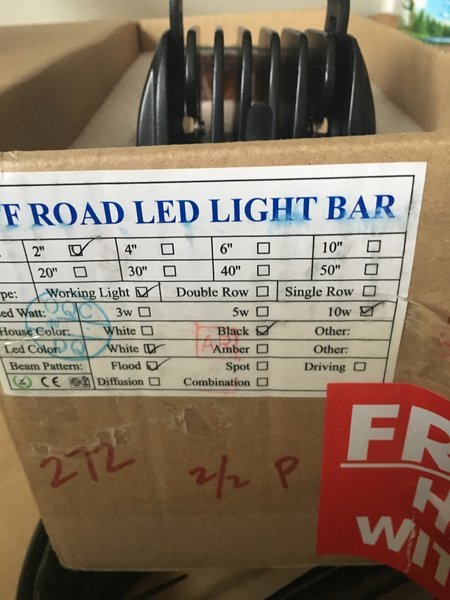 F ROAD LED LIGHT BAR
2" 4" 6" 10"
20" 30" 40" 50"
pe: Working Light Double Row Single Row
ed Watt: 3w 5w 10w
House Color: White Black Other:
Led Color: White Amber Other:
Beam Pattern: Flood Spot Driving
CE Diffusion Combination
OQC
272 2/2 P
FR
H
WIT